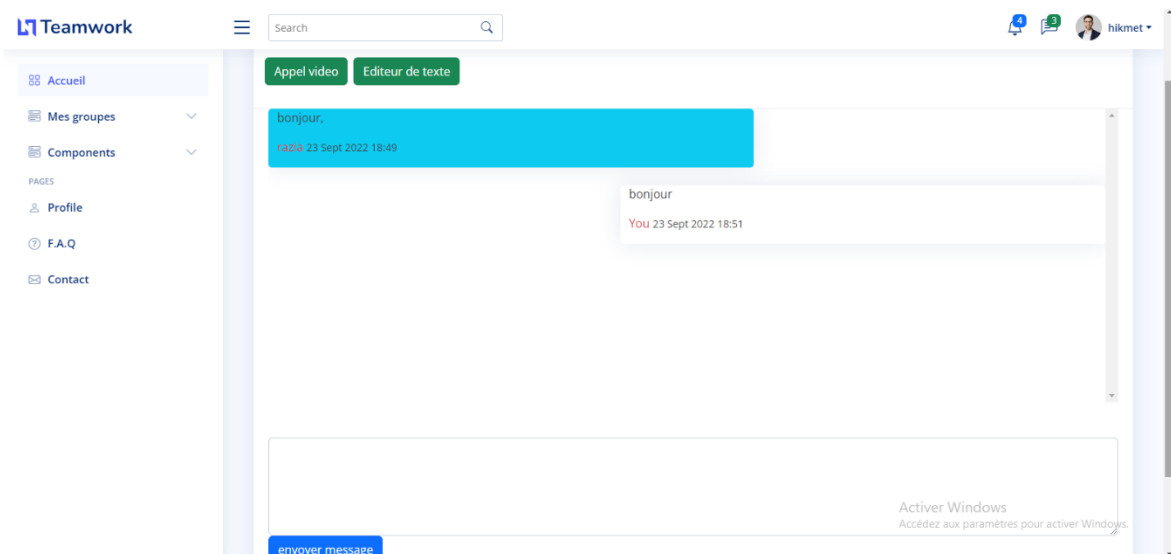 Teamwork
Search
4
3
hikmet
Accueil
Mes groupes
Components
PAGES
Profile
F.A.Q
Contact
Appel video
Editeur de texte
bonjour,
razia 23 Sept 2022 18:49
bonjour
You 23 Sept 2022 18:51
Activer Windows
Accédez aux paramètres pour activer Windows.
envoyer message